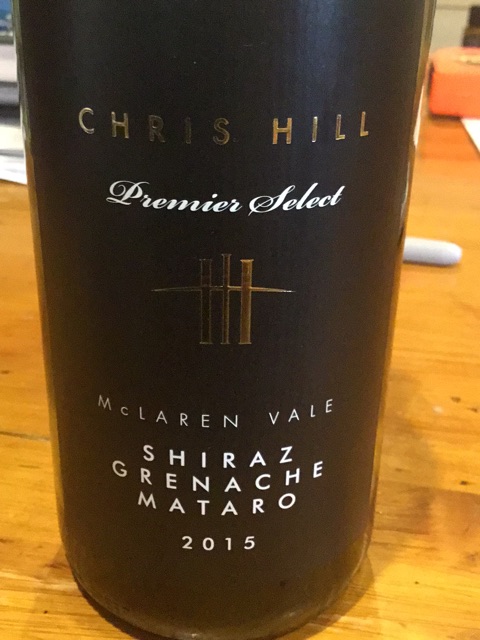 CHRIS HILL
Premier Select
McLAREN VALE
SHIRAZ
GRENACHE
MATARO
2015